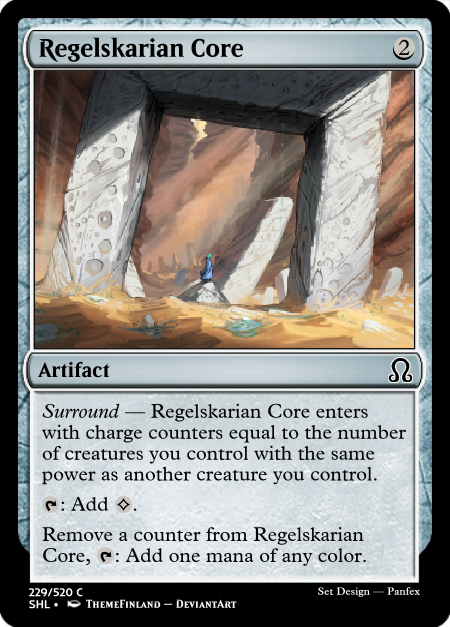 Regelskarian Core 2
Artifact
Surround — Regelskarian Core enters
with charge counters equal to the number
of creatures you control with the same
power as another creature you control.
: Add .
Remove a counter from Regelskarian
Core, : Add one mana of any color.
229/520 C
SHL • ThemeFinland — DeviantArt
Set Design — Panfex